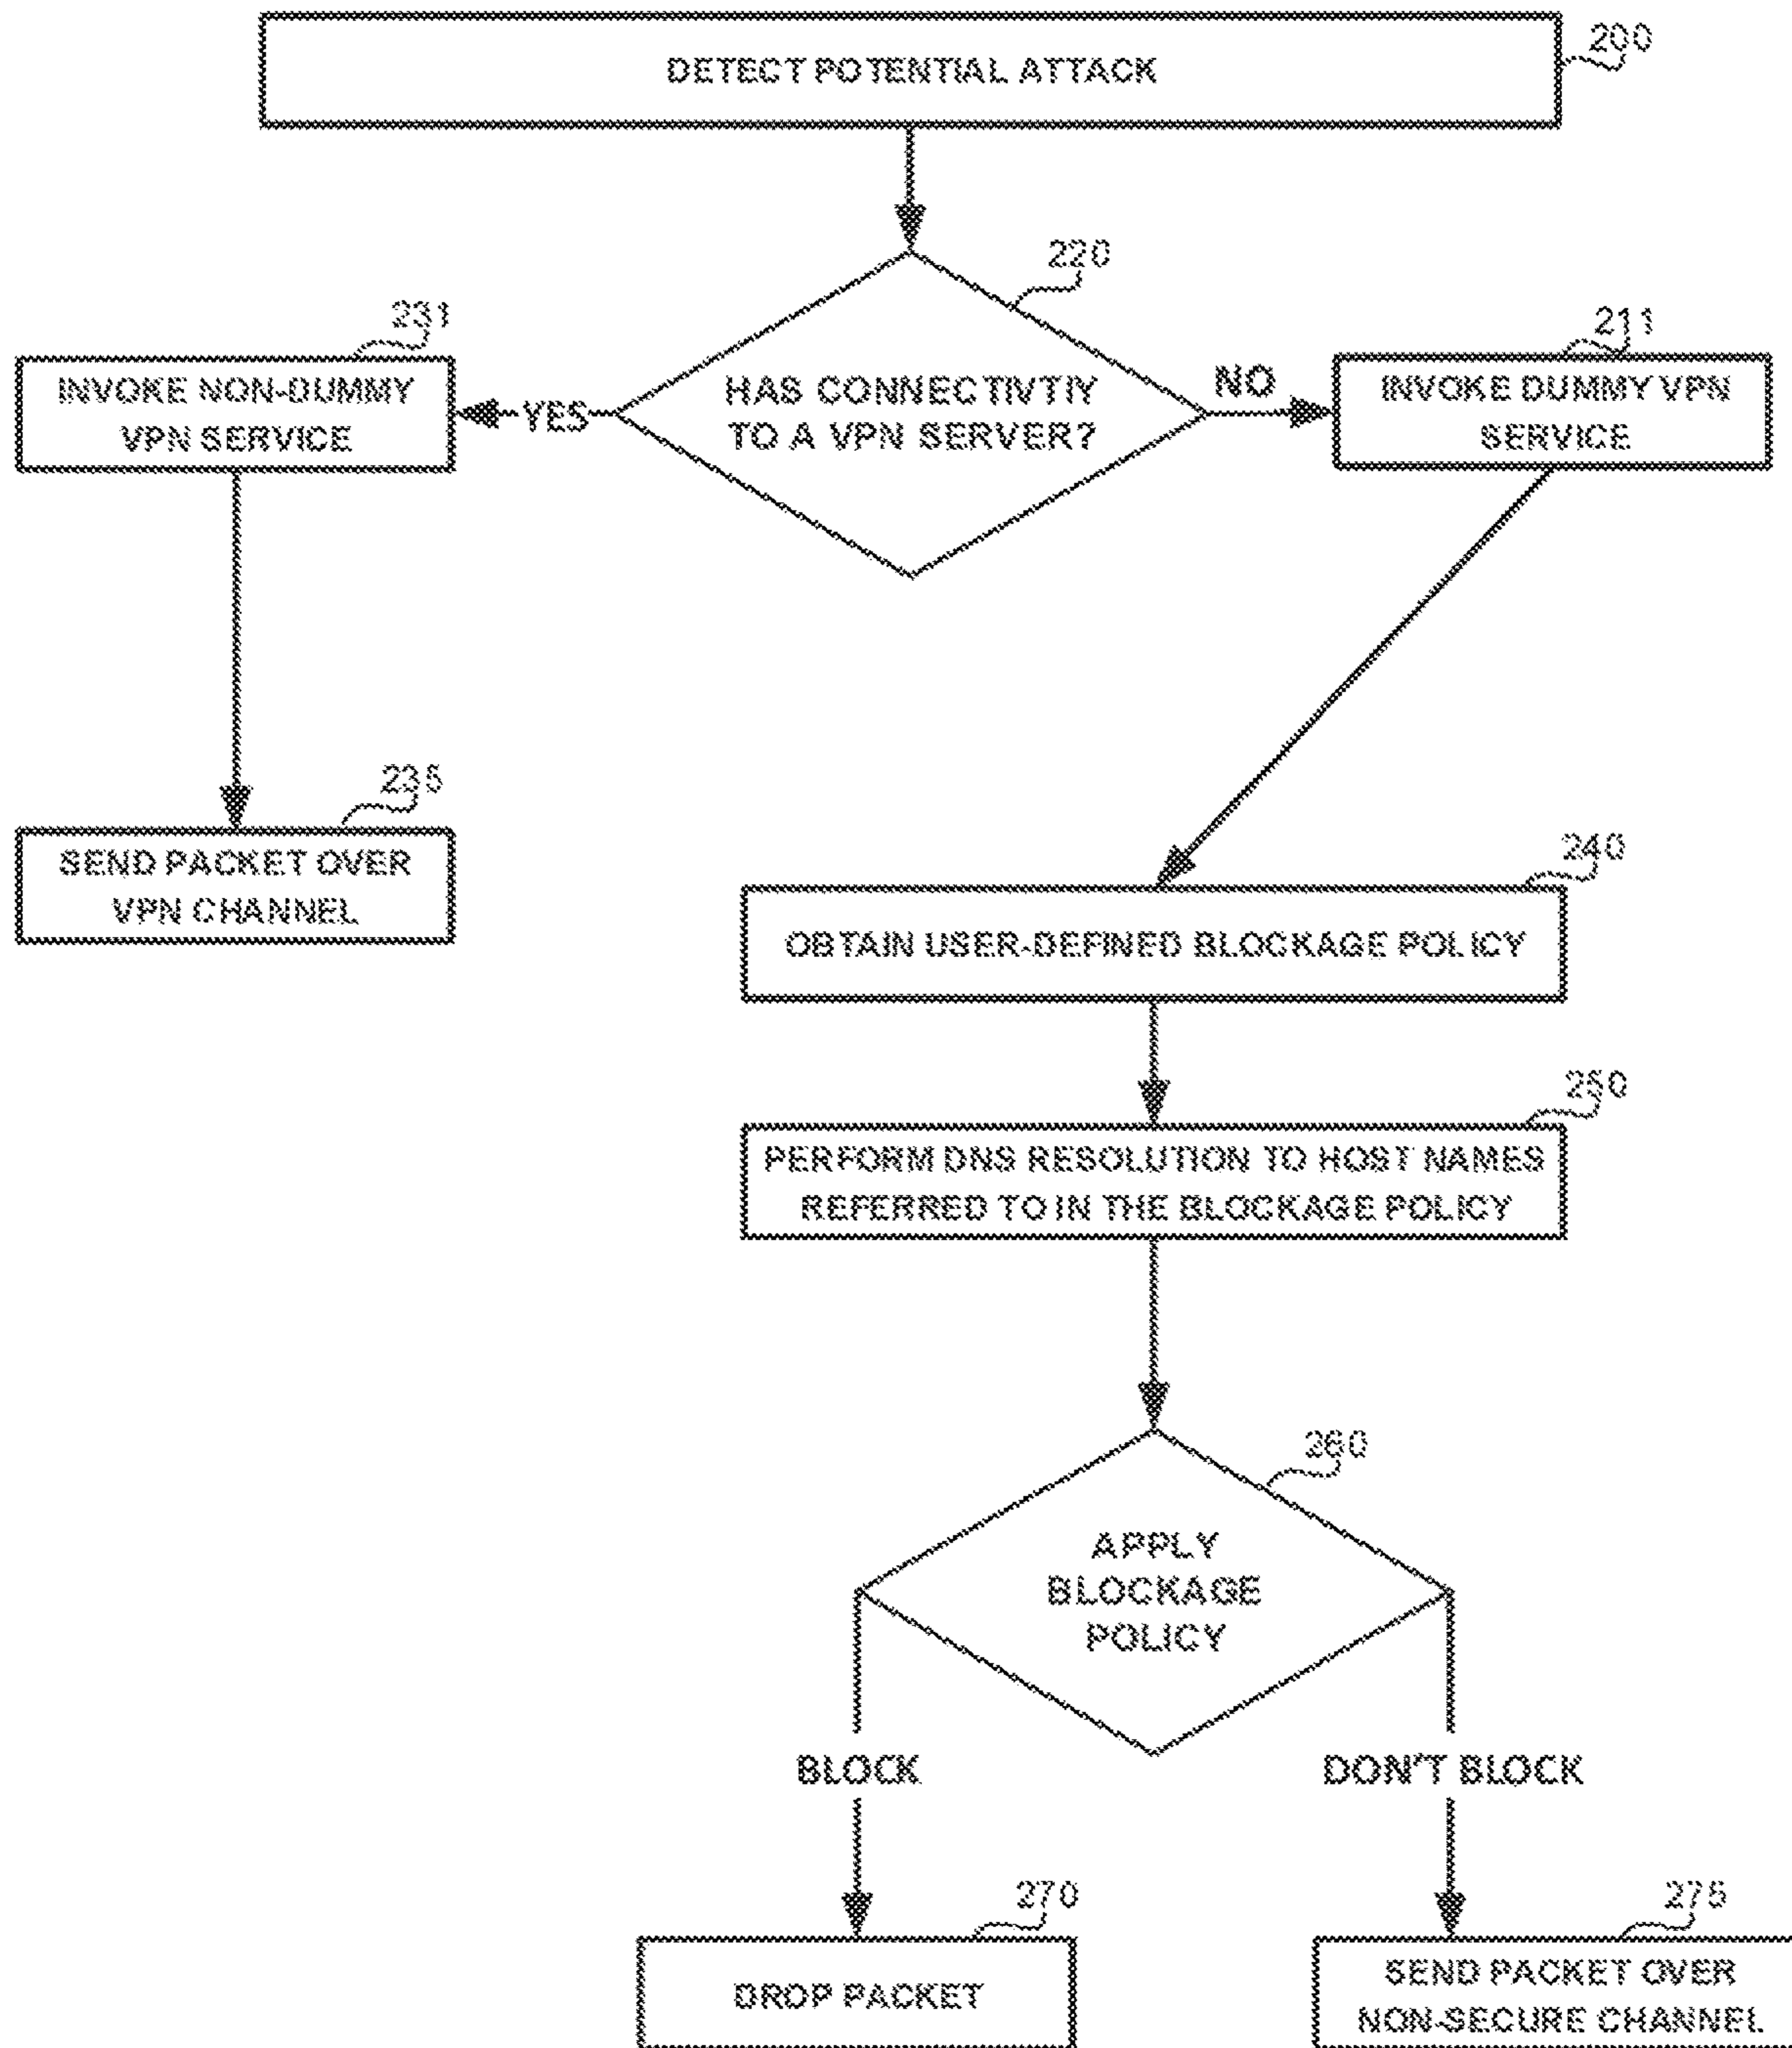 200
DETECT POTENTIAL ATTACK
220
231
211
INVOKE NON-DUMMY
VPN SERVICE
YES
HAS CONNECTIVTIY
TO A VPN SERVER?
NO
INVOKE DUMMY VPN
SERVICE
235
SEND PACKET OVER
VPN CHANNEL
240
OBTAIN USER-DEFINED BLOCKAGE POLICY
250
PERFORM DNS RESOLUTION TO HOST NAMES
REFERRED TO IN THE BLOCKAGE POLICY
260
APPLY
BLOCKAGE
POLICY
BLOCK
DON'T BLOCK
270
275
DROP PACKET
SEND PACKET OVER
NON-SECURE CHANNEL